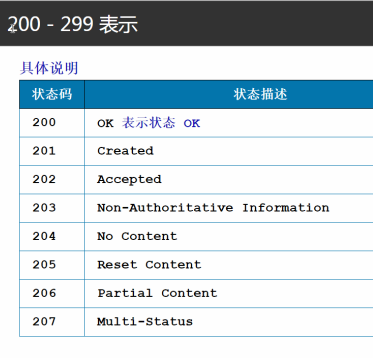 200 - 299 表示
具体说明
状态码 状态描述
200 OK 表示状态 OK
201 Created
202 Accepted
203 Non-Authoritative Information
204 No Content
205 Reset Content
206 Partial Content
207 Multi-Status